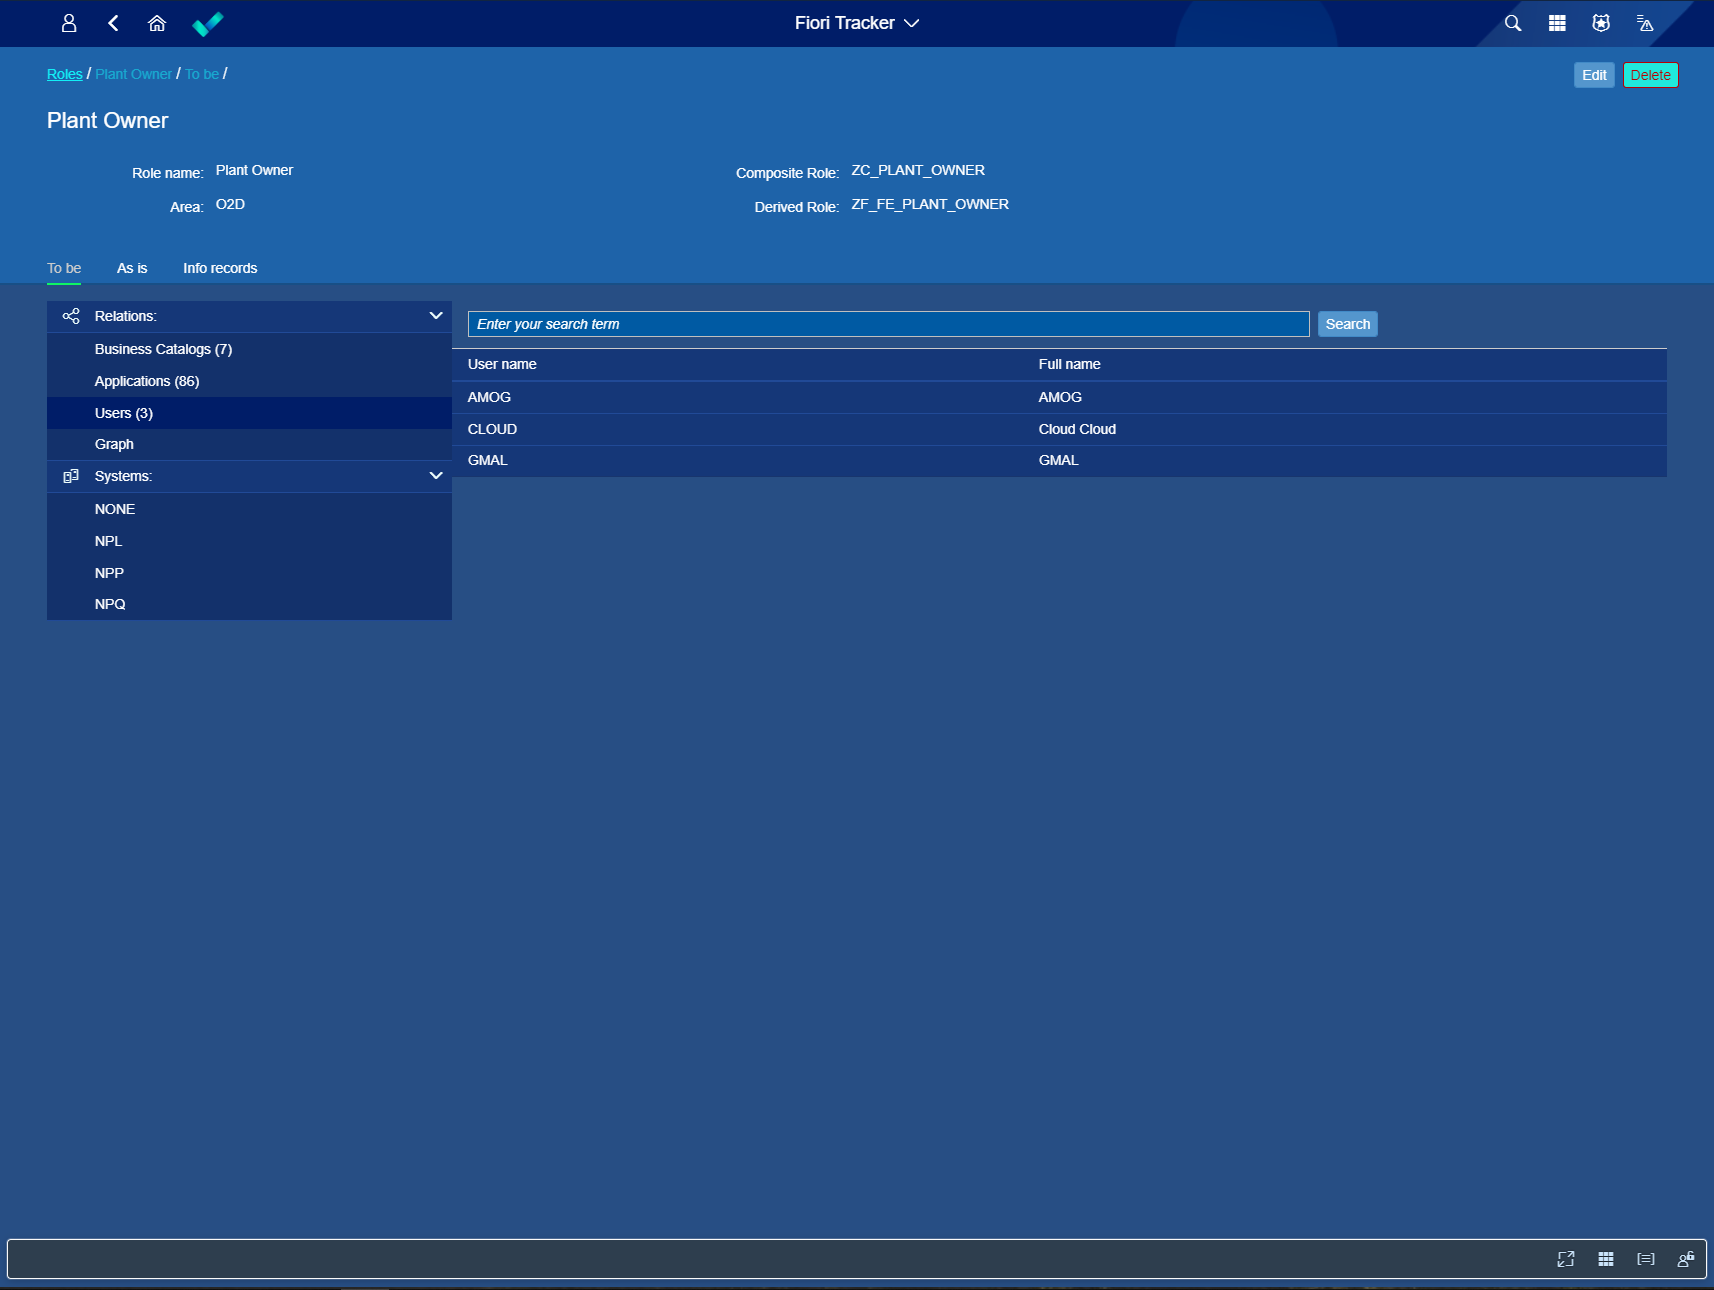 Fiori Tracker
Roles / Plant Owner / To be /
Edit Delete
Plant Owner
Role name: Plant Owner Composite Role: ZC_PLANT_OWNER
Area: O2D Derived Role: ZF_FE_PLANT_OWNER
To be As is Info records
Relations:
Business Catalogs (7)
Applications (86)
Users (3)
Graph
Systems:
NONE
NPL
NPP
NPQ
Enter your search term Search
User name Full name
AMOG AMOG
CLOUD Cloud Cloud
GMAL GMAL